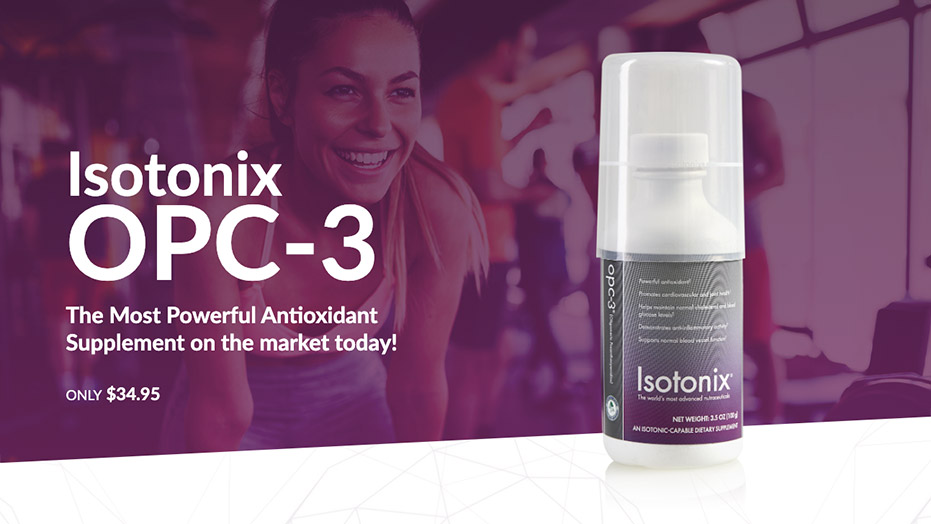 Isotonix
OPC-3
The Most Powerful Antioxidant
Supplement on the market today!
ONLY $34.95
opc-3®
Powerful antioxidant†
Promotes cardiovascular and joint health†
Helps maintain normal cholesterol and blood
glucose levels†
Demonstrates anti-inflammatory activity†
Supports normal blood vessel function†
Isotonix®
The world's most advanced nutraceuticals
NET WEIGHT: 3.5 OZ (100 g)
AN ISOTONIC-CAPABLE DIETARY SUPPLEMENT